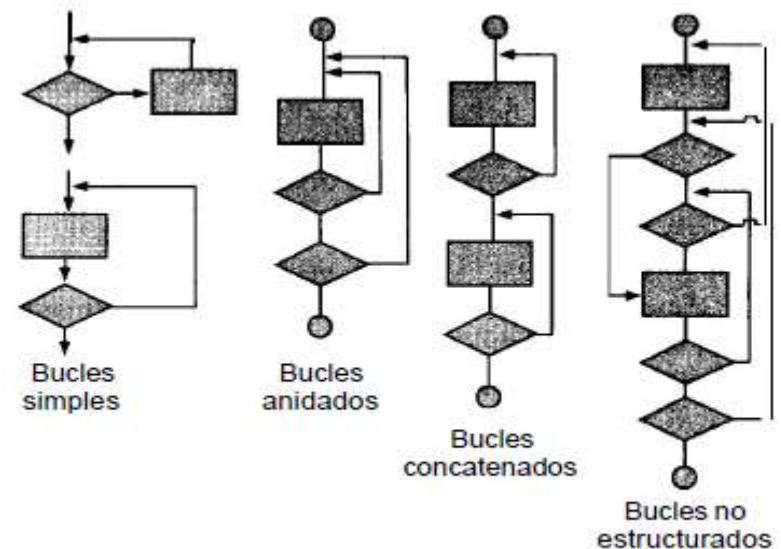 Bucles
simples
Bucles
anidados
Bucles
concatenados
Bucles no
estructurados